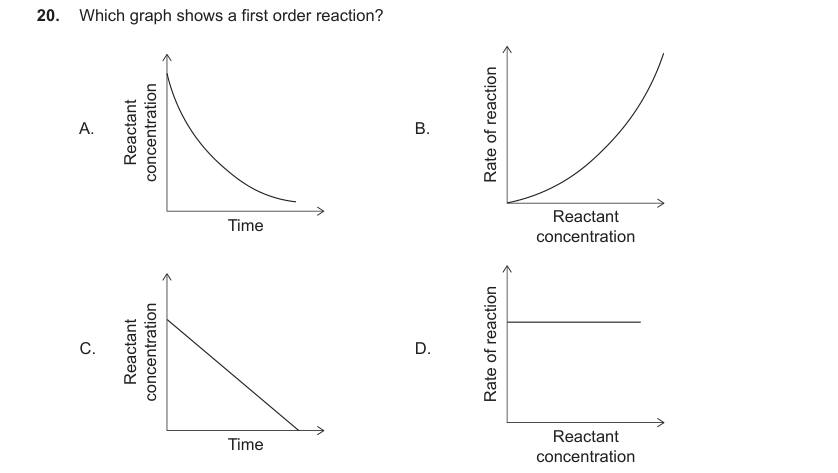 20. Which graph shows a first order reaction?
A.
Reactant
concentration
Time
B.
Rate of reaction
Reactant
concentration
C.
Reactant
concentration
Time
D.
Rate of reaction
Reactant
concentration